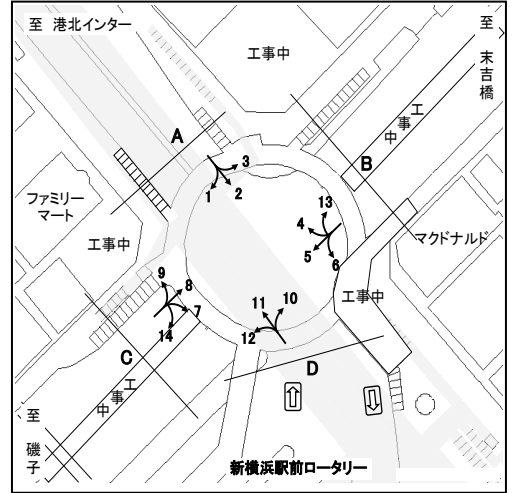 至 港北インター
工事中
至 末吉橋
工事中
A
B
3
1
2
ファミリー
マート
13
4
5
6
マクドナルド
工事中
9
8
7
14
11
10
12
工事中
C
D
工事中
至 磯子
新横浜駅前ロータリー